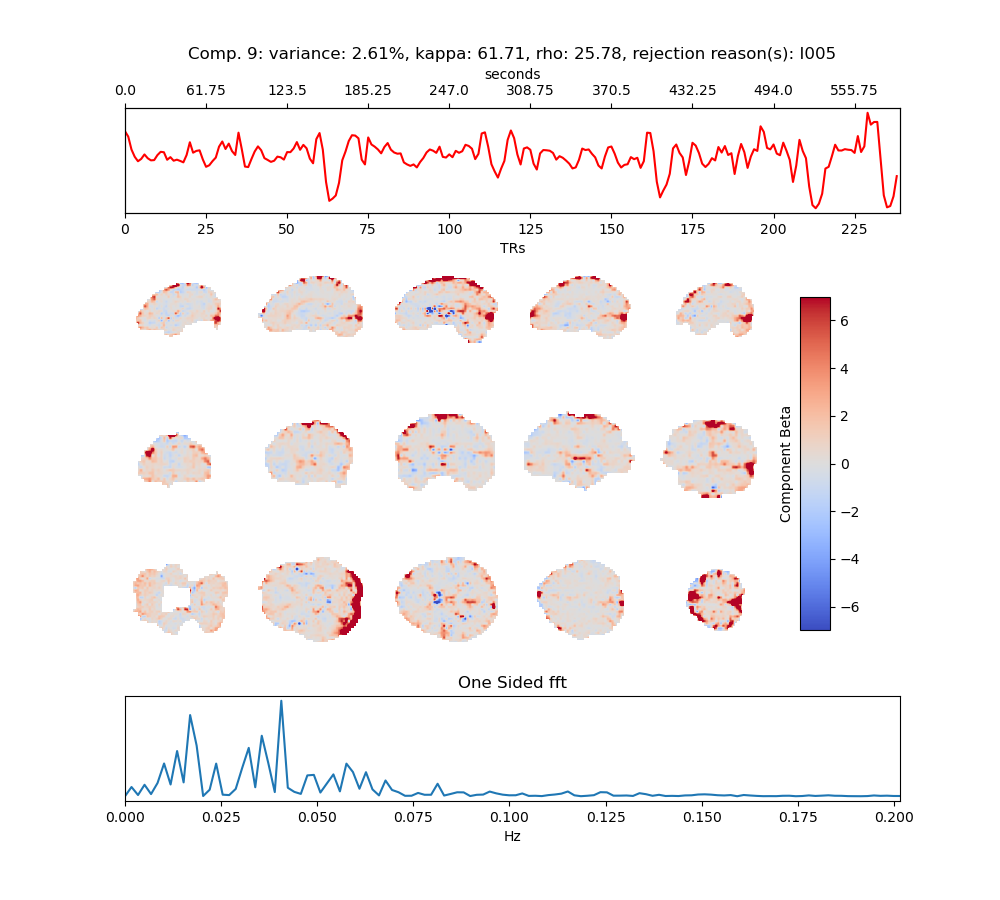 Comp. 9: variance: 2.61%, kappa: 61.71, rho: 25.78, rejection reason(s): I005
seconds
0.0 61.75 123.5 185.25 247.0 308.75 370.5 432.25 494.0 555.75
0 25 50 75 100 125 150 175 200 225
TRs
6
4
2
0
−2
−4
−6
Component Beta
One Sided fft
0.000 0.025 0.050 0.075 0.100 0.125 0.150 0.175 0.200
Hz